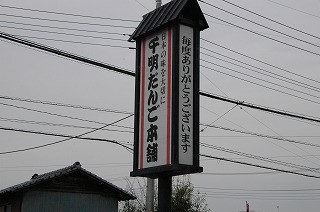 日本の味を大切に
千明だんご本舗
毎度ありがとうございます